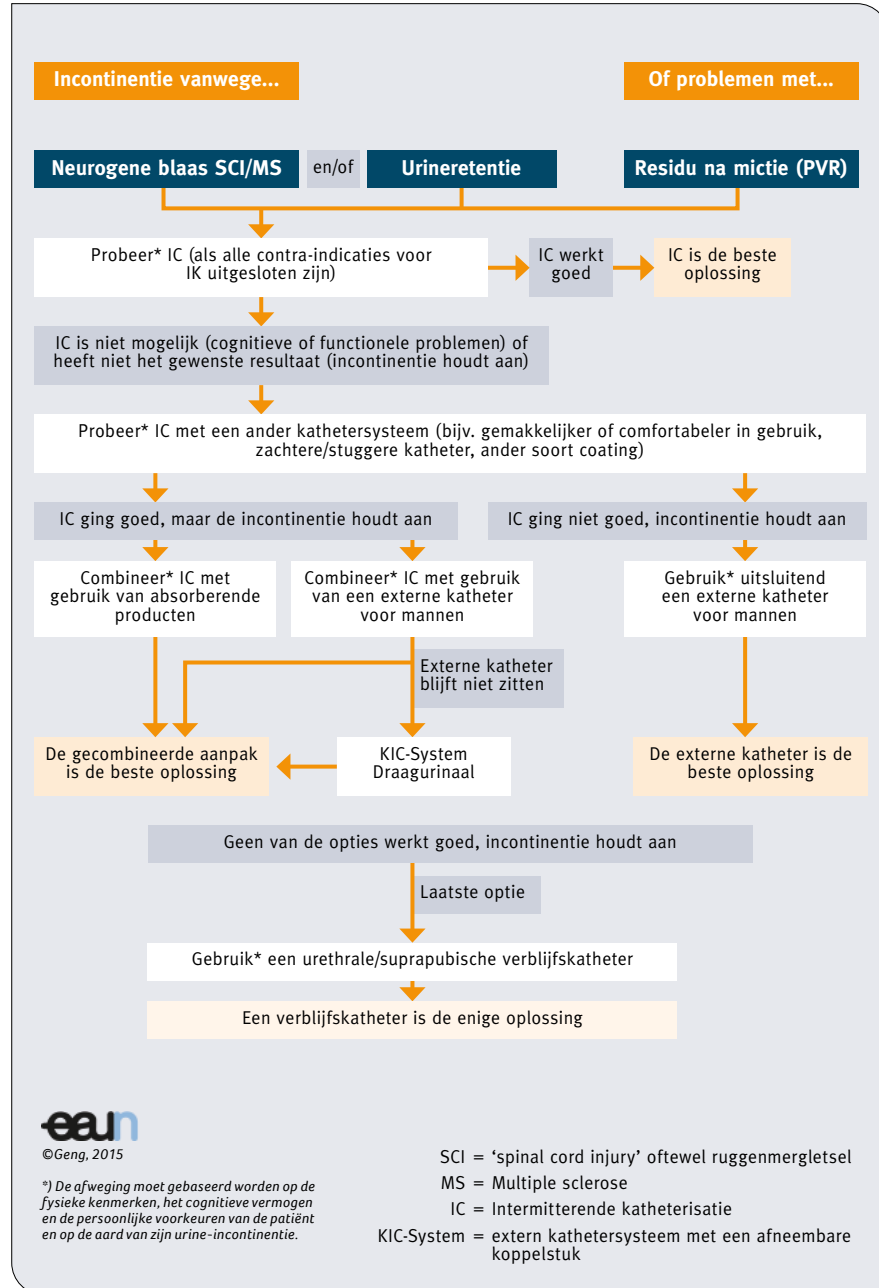 Incontinentie vanwege...
Of problemen met...
Neurogene blaas SCI/MS
en/of
Urineretentie
Residu na mictie (PVR)
Probeer* IC (als alle contra-indicaties voor
IK uitgesloten zijn)
IC werkt
goed
IC is de beste
oplossing
IC is niet mogelijk (cognitieve of functionele problemen) of
heeft niet het gewenste resultaat (incontinentie houdt aan)
Probeer* IC met een ander kathetersysteem (bijv. gemakkelijker of comfortabeler in gebruik,
zachtere/stuggere katheter, ander soort coating)
IC ging goed, maar de incontinentie houdt aan
IC ging niet goed, incontinentie houdt aan
Combineer* IC met
gebruik van absorberende
producten
Combineer* IC met gebruik
van een externe katheter
voor mannen
Gebruik* uitsluitend
een externe katheter
voor mannen
Externe katheter
blijft niet zitten
De gecombineerde aanpak
is de beste oplossing
KIC-System
Draagurinaal
De externe katheter is de
beste oplossing
Geen van de opties werkt goed, incontinentie houdt aan
Laatste optie
Gebruik* een urethrale/suprapubische verblijfskatheter
Een verblijfskatheter is de enige oplossing
eaun
©Geng, 2015
*) De afweging moet gebaseerd worden op de
fysieke kenmerken, het cognitieve vermogen
en de persoonlijke voorkeuren van de patiënt
en op de aard van zijn urine-incontinentie.
SCI = ‘spinal cord injury’ oftewel ruggenmergletsel
MS = Multiple sclerose
IC = Intermitterende katheterisatie
KIC-System = extern kathetersysteem met een afneembare
koppelstuk